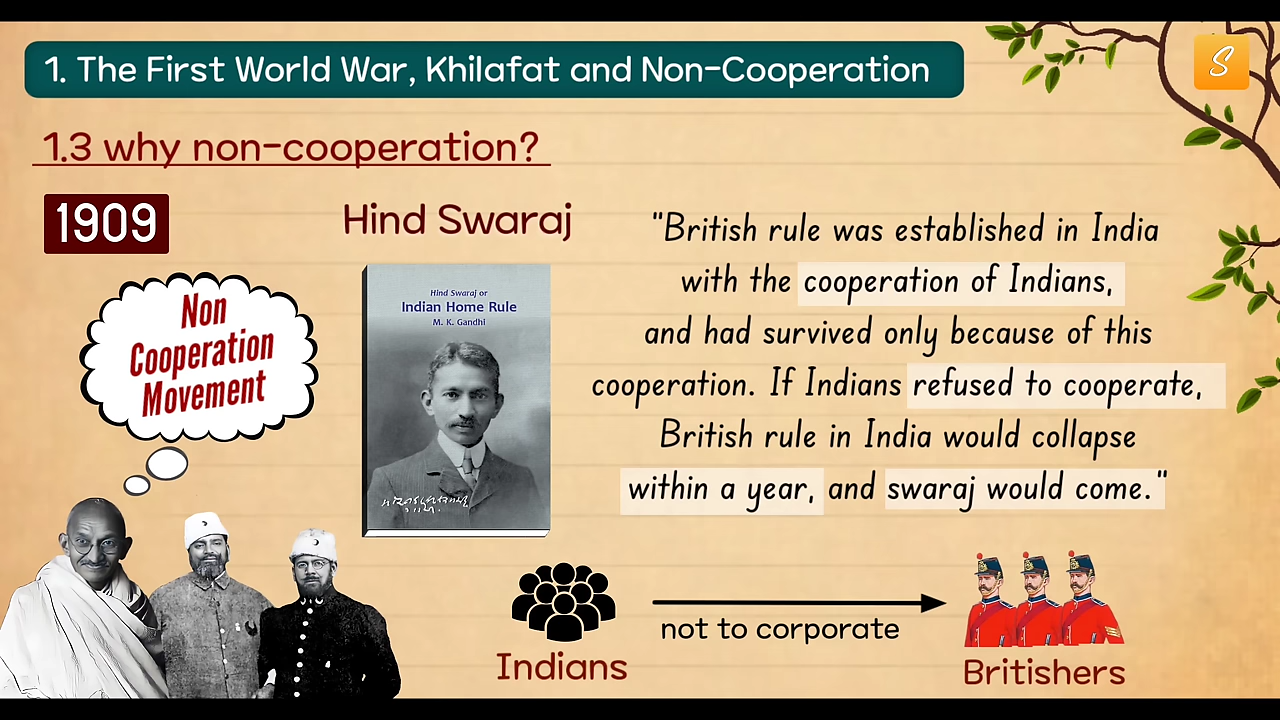 1. The First World War, Khilafat and Non-Cooperation
S
1.3 why non-cooperation?
1909
Hind Swaraj
Non
Cooperation
Movement
Hind Swaraj or
Indian Home Rule
M. K. Gandhi
"British rule was established in India
with the cooperation of Indians,
and had survived only because of this
cooperation. If Indians refused to cooperate,
British rule in India would collapse
within a year, and swaraj would come."
not to corporate
Indians
Britishers